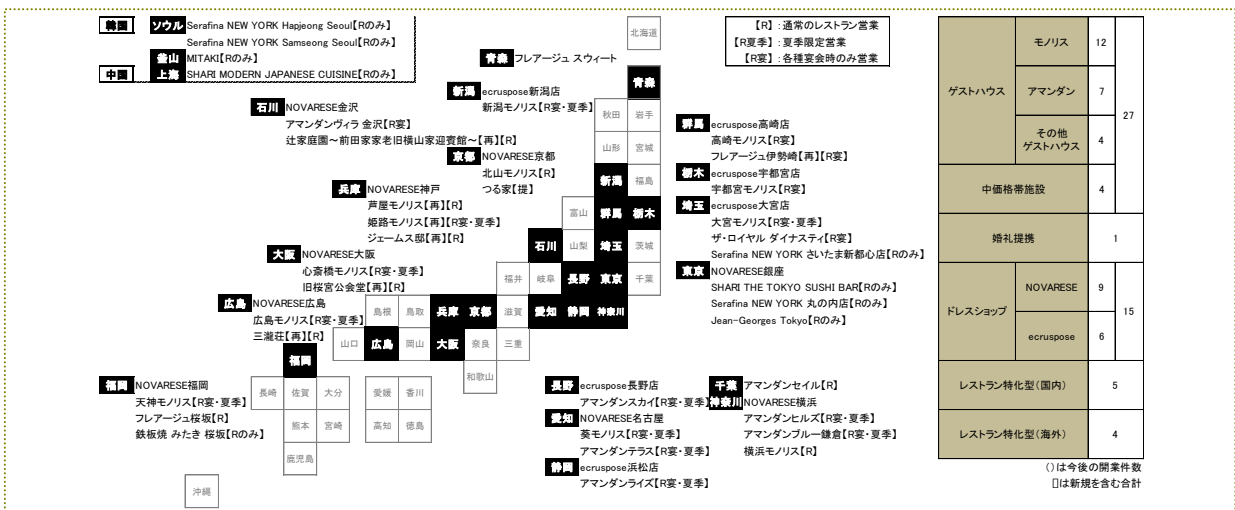 韓国 ソウル Serafina NEW YORK Hapjeong Seoul【Rのみ】
Serafina NEW YORK Samseong Seoul【Rのみ】
釜山 MITAKI【Rのみ】
中国 上海 SHARI MODERN JAPANESE CUISINE【Rのみ】
【R】:通常のレストラン営業
【R夏季】:夏季限定営業
【R宴】:各種宴会時のみ営業
青森 フレアージュ スウィート
新潟 ecruspose新潟店
新潟モノリス【R宴・夏季】
石川 NOVARESE金沢
アマンダンヴィラ 金沢【R宴】
辻家庭園~前田家家老旧横山家迎賓館~【再】【R】
京都 NOVARESE京都
北山モノリス【R】
つる家【提】
兵庫 NOVARESE神戸
芦屋モノリス【再】【R】
姫路モノリス【再】【R宴・夏季】
ジェームス邸【再】【R】
大阪 NOVARESE大阪
心斎橋モノリス【R宴・夏季】
旧桜宮公会堂【再】【R】
広島 NOVARESE広島
広島モノリス【R宴・夏季】
三瀧荘【再】【R】
福岡 NOVARESE福岡
天神モノリス【R宴・夏季】
フレアージュ桜坂【R】
鉄板焼 みたき 桜坂【Rのみ】
群馬 ecruspose高崎店
高崎モノリス【R宴】
フレアージュ伊勢崎【再】【R宴】
栃木 ecruspose宇都宮店
宇都宮モノリス【R宴】
埼玉 ecruspose大宮店
大宮モノリス【R宴・夏季】
ザ・ロイヤル ダイナスティ【R宴】
Serafina NEW YORK さいたま新都心店【Rのみ】
東京 NOVARESE銀座
SHARI THE TOKYO SUSHI BAR【Rのみ】
Serafina NEW YORK 丸の内店【Rのみ】
Jean-Georges Tokyo【Rのみ】
長野 ecruspose長野店
アマンダンスカイ【R宴・夏季】
愛知 NOVARESE名古屋
葵モノリス【R宴・夏季】
アマンダンテラス【R宴・夏季】
静岡 ecruspose浜松店
アマンダンライズ【R宴・夏季】
千葉 アマンダンセイル【R】
神奈川 NOVARESE横浜
アマンダンヒルズ【R宴・夏季】
アマンダンブルー鎌倉【R宴・夏季】
横浜モノリス【R】
北海道
青森
秋田 岩手
山形 宮城
新潟 福島
富山 群馬 栃木
石川 山梨 埼玉 茨城
福井 岐阜 長野 東京 千葉
島根 鳥取 兵庫 京都 滋賀 愛知 静岡 神奈川
山口 広島 岡山 大阪 奈良 三重
福岡
和歌山
長崎 佐賀 大分 愛媛 香川
熊本 宮崎 高知 徳島
鹿児島
沖縄
ゲストハウス モノリス 12 27
アマンダン 7
その他
ゲストハウス 4
中価格帯施設 4
婚礼提携 1
ドレスショップ NOVARESE 9 15
ecruspose 6
レストラン特化型(国内) 5
レストラン特化型(海外) 4
()は今後の開業件数
[]は新規を含む合計